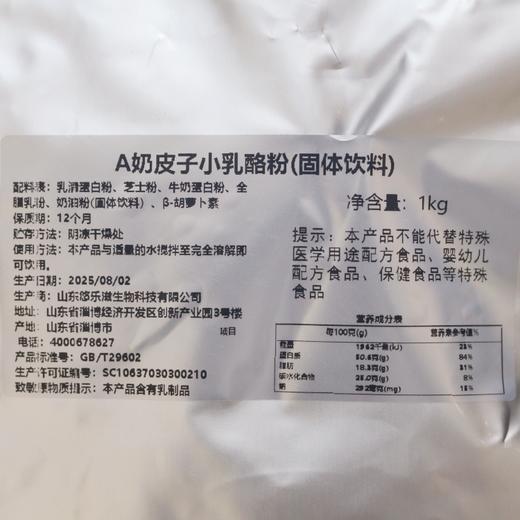 A奶皮子小乳酪粉(固体饮料)
配料表：乳清蛋白粉、芝士粉、牛奶蛋白粉、全
脂乳粉、奶油粉(固体饮料）、β-胡萝卜素
保质期：12个月
贮存方法：阴凉干燥处
使用方法：本产品与适量的水搅拌至完全溶解即
可饮用。
生产日期：2025/08/02
生产商：山东悠乐滋生物科技有限公司
地址：山东省淄博经济开发区创新产业园3号楼
产地：山东省淄博市
项目
电话：4000678627
产品标准号：GB/T29602
生产许可证编号：SC10637030300210
致敏原物质提示：本产品含有乳制品
净含量：1kg
提示：本产品不能代替特殊
医学用途配方食品、婴幼儿
配方食品、保健食品等特殊
食品
营养成分表
每100克(g) 营养素参考值%
能量 1962千焦(kJ) 23%
蛋白质 50.5克(g) 84%
脂肪 18.3克(g) 31%
碳水化合物 25.0克(g) 8%
钠 292毫克(mg) 15%